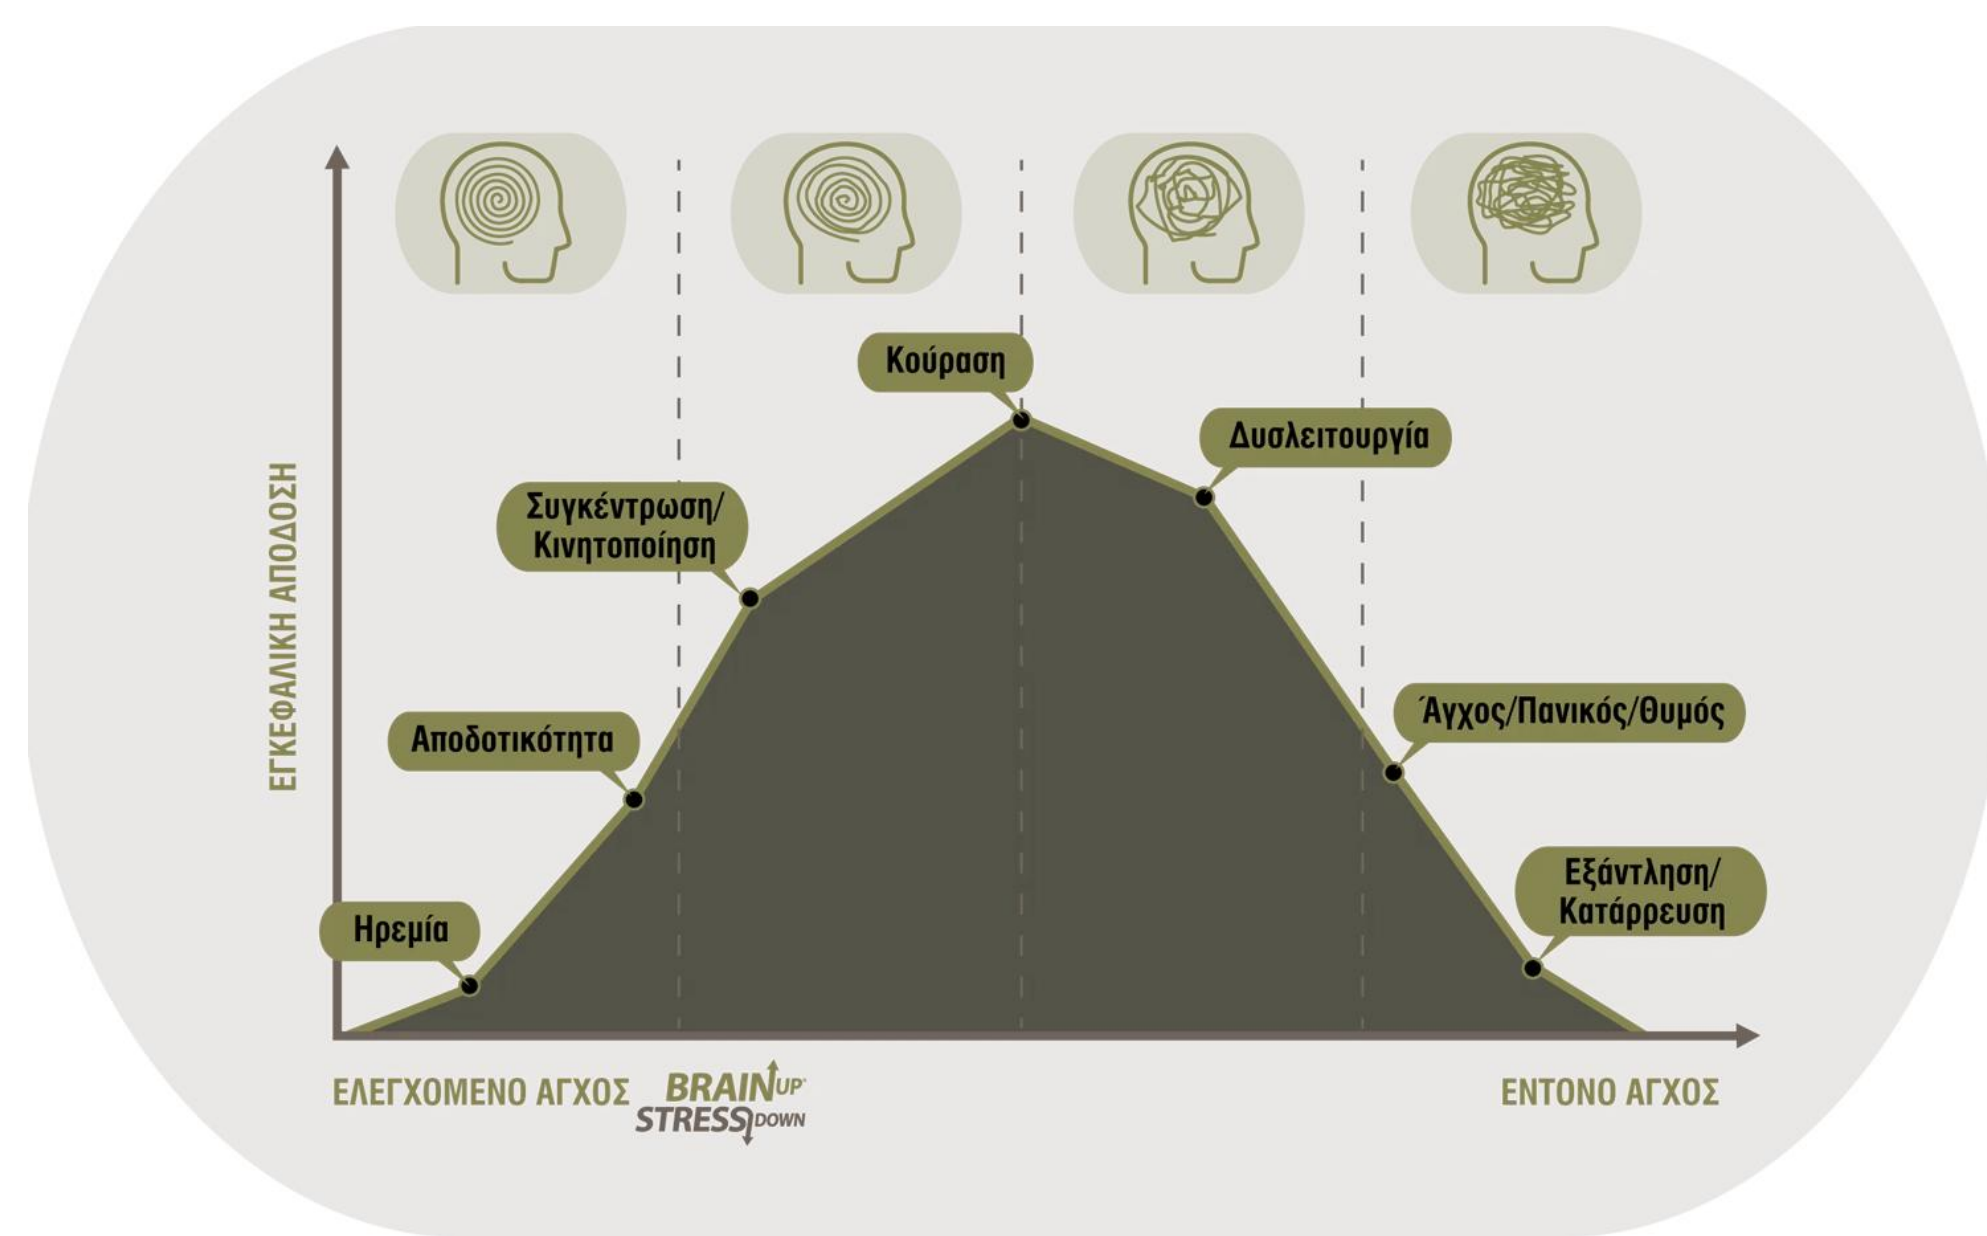 Κούραση
Δυσλειτουργία
Συγκέντρωση/
Κινητοποίηση
ΕΓΚΕΦΑΛΙΚΗ ΑΠΟΔΟΣΗ
Αποδοτικότητα
Άγχος/Πανικός/Θυμός
Εξάντληση/
Κατάρρευση
Ηρεμία
ΕΛΕΓΧΟΜΕΝΟ ΑΓΧΟΣ
BRAIN UP®
STRESS DOWN
ΕΝΤΟΝΟ ΑΓΧΟΣ